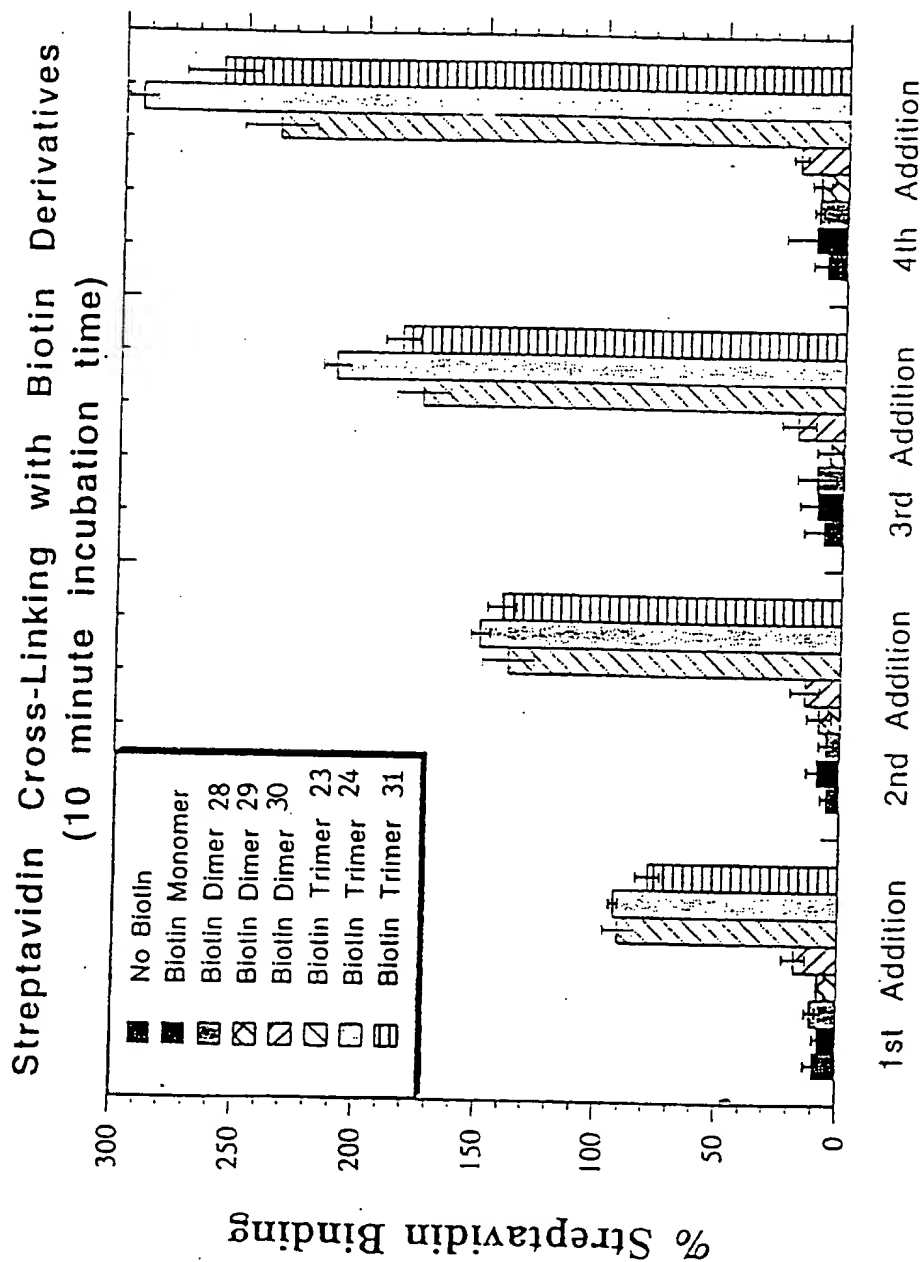 Streptavidin Cross-Linking with Biotin Derivatives
(10 minute incubation time)
% Streptavidin Binding
300
250
200
150
100
50
0
No Biotin
Biotin Monomer
Biotin Dimer 28
Biotin Dimer 29
Biotin Dimer 30
Biotin Trimer 23
Biotin Trimer 24
Biotin Trimer 31
1st Addition
2nd Addition
3rd Addition
4th Addition